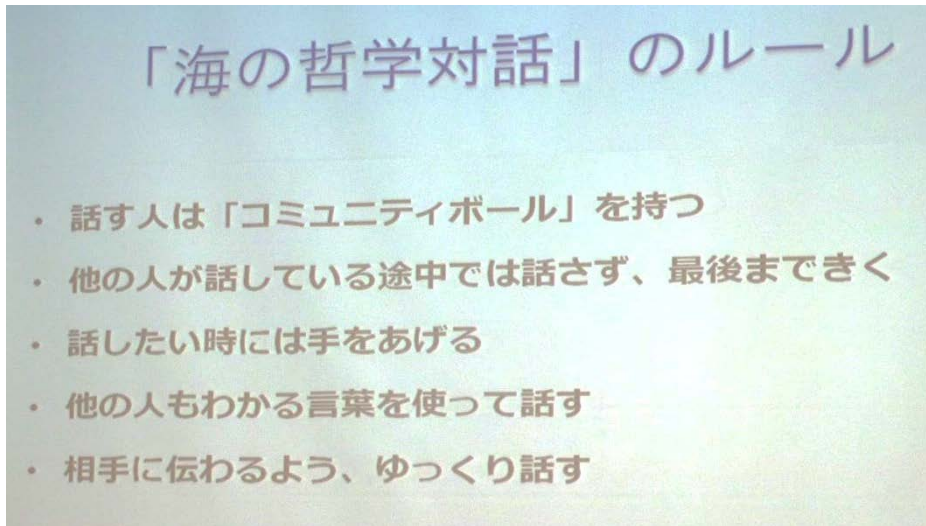 「海の哲学対話」のルール
・ 話す人は「コミュニティボール」を持つ
・ 他の人が話している途中では話さず、最後まできく
・ 話したい時には手をあげる
・ 他の人もわかる言葉を使って話す
・ 相手に伝わるよう、ゆっくり話す